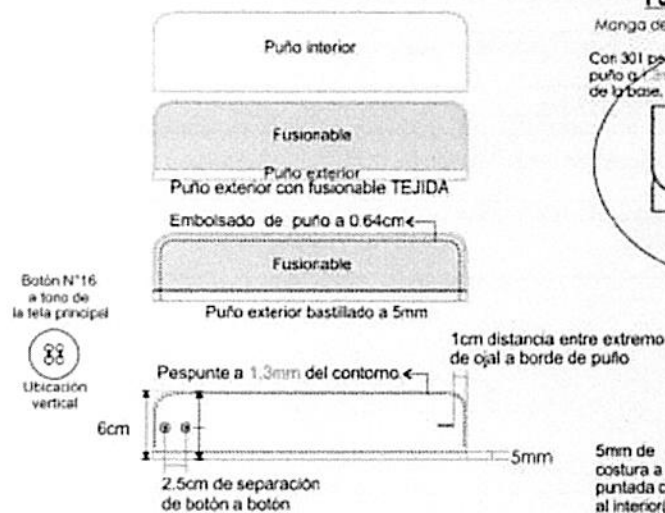 Puño interior
Manga de
Con 301 pe
puño a 1.3m
de la base.
Fusionable
Puño exterior
Puño exterior con fusionable TEJIDA
Embolsado de puño a 0.64cm
Fusionable
Puño exterior bastillado a 5mm
Botón N°16
a tono de
la tela principal
Ubicación
vertical
1cm distancia entre extremo
de ojal a borde de puño
Pespunte a 1.3mm del contorno
6cm
5mm
2.5cm de separación
de botón a botón
5mm de
costura a
puntada d
al interior